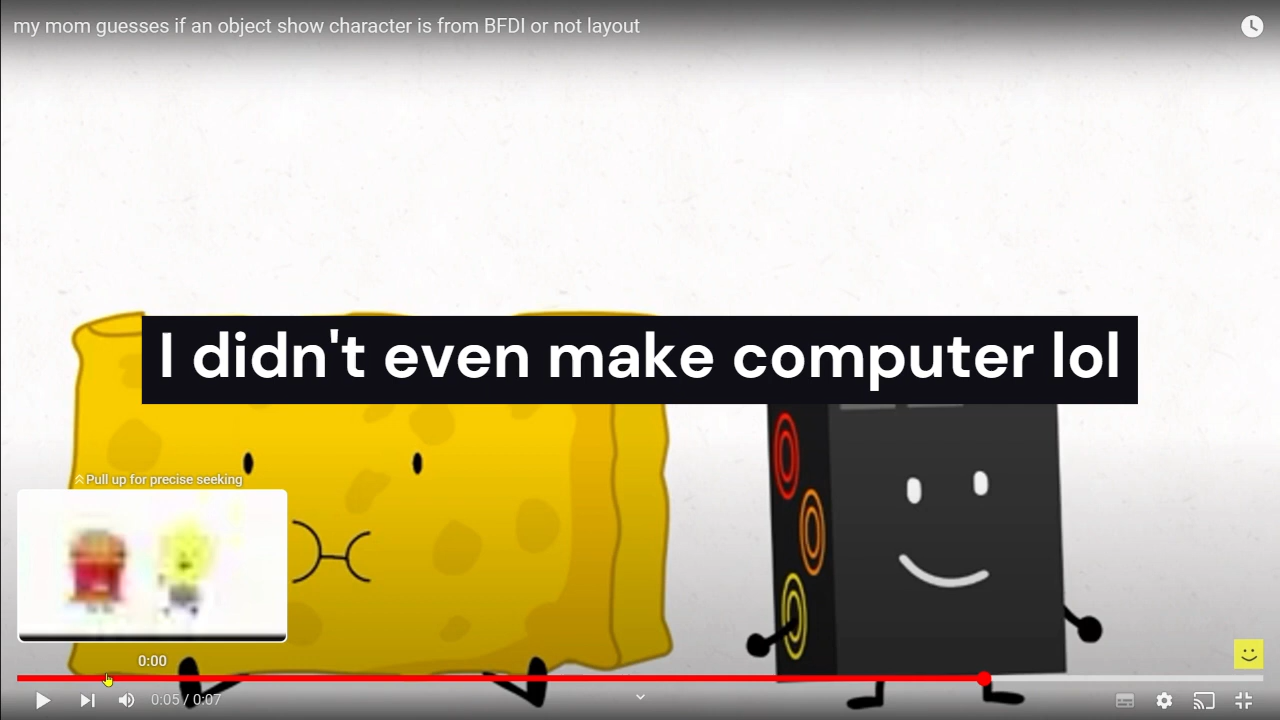 my mom guesses if an object show character is from BFDI or not layout
I didn't even make computer lol
Pull up for precise seeking
0:00
0:05 / 0:07